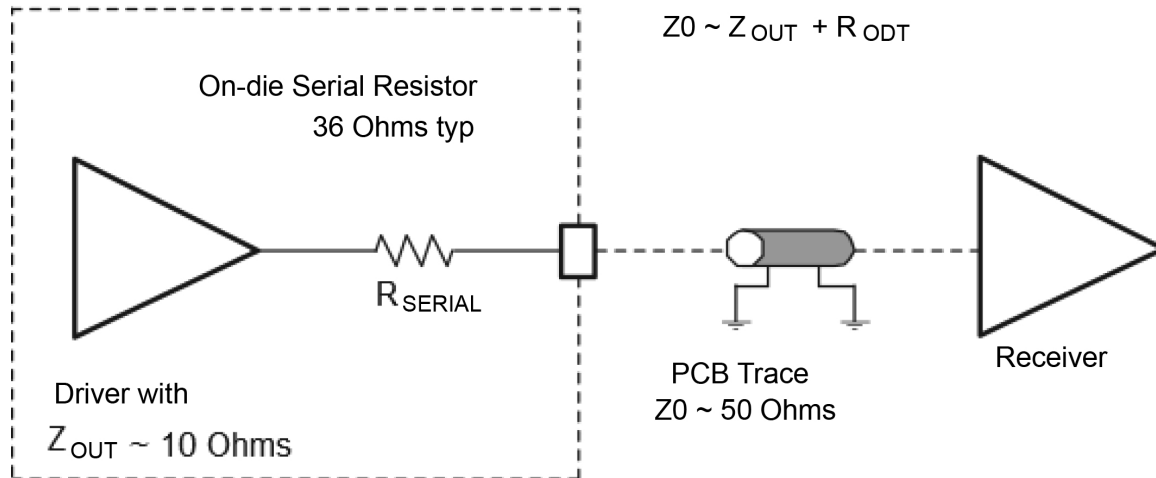 Z0 ~ Z OUT + R ODT
On-die Serial Resistor
36 Ohms typ
R SERIAL
Driver with
Z OUT ~ 10 Ohms
PCB Trace
Z0 ~ 50 Ohms
Receiver